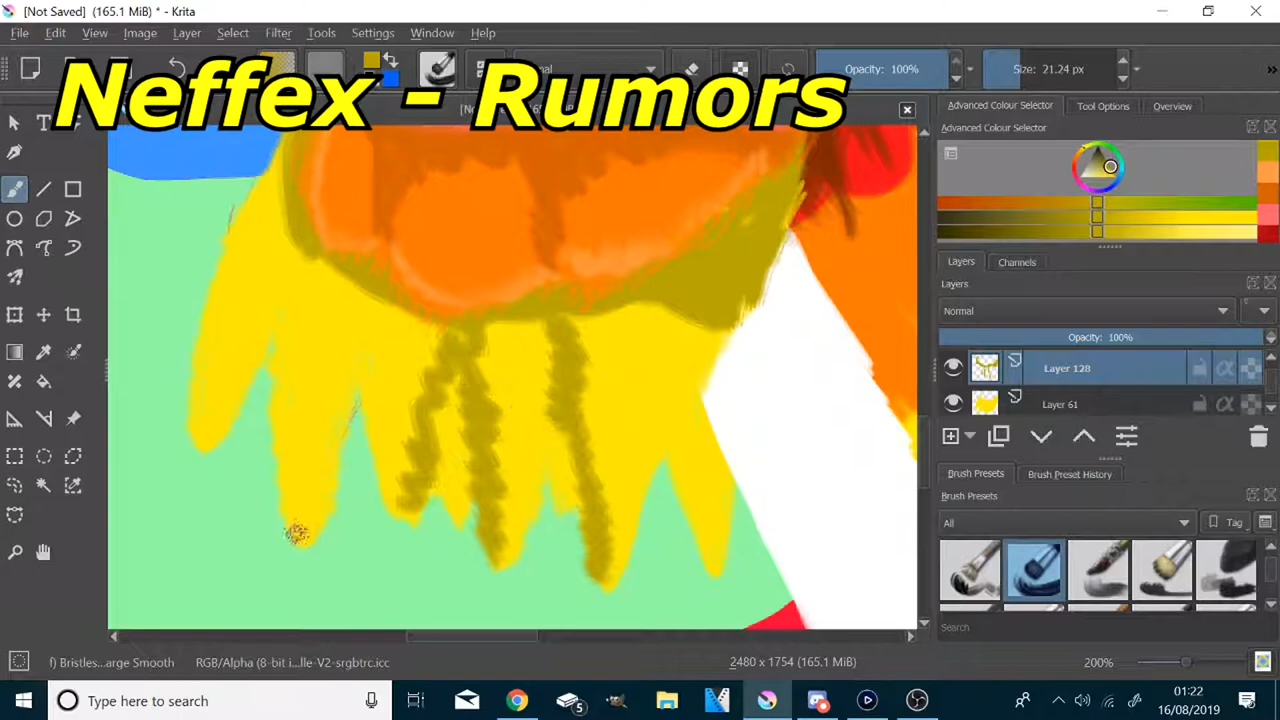 [Not Saved] (165.1 MiB) * - Krita
File Edit View Image Layer Select Filter Tools Settings Window Help
Opacity: 100%
Size: 21.24 px
Neffex - Rumors
Advanced Colour Selector
Tool Options
Overview
Advanced Colour Selector
Layers
Channels
Layers
Normal
Opacity: 100%
Layer 128
Layer 61
Brush Presets
Brush Preset History
Brush Presets
All
Tag
Search
f) Bristles...arge Smooth
RGB/Alpha (8-bit i...lle-V2-srgbtrc.icc
2480 x 1754 (165.1 MiB)
200%
Type here to search
5
01:22
16/08/2019